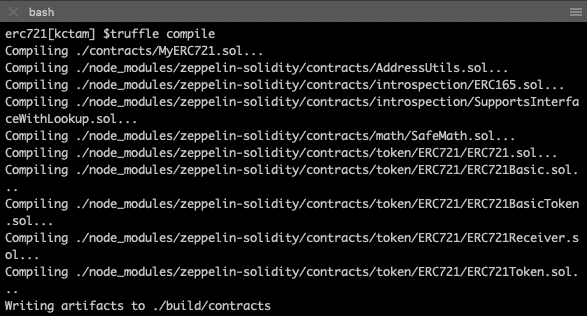 bash
erc721[kctam] $truffle compile
Compiling ./contracts/MyERC721.sol...
Compiling ./node_modules/zeppelin-solidity/contracts/AddressUtils.sol...
Compiling ./node_modules/zeppelin-solidity/contracts/introspection/ERC165.sol...
Compiling ./node_modules/zeppelin-solidity/contracts/introspection/SupportsInterfa
ceWithLookup.sol...
Compiling ./node_modules/zeppelin-solidity/contracts/math/SafeMath.sol...
Compiling ./node_modules/zeppelin-solidity/contracts/token/ERC721/ERC721.sol...
Compiling ./node_modules/zeppelin-solidity/contracts/token/ERC721/ERC721Basic.sol.
..
Compiling ./node_modules/zeppelin-solidity/contracts/token/ERC721/ERC721BasicToken
.sol...
Compiling ./node_modules/zeppelin-solidity/contracts/token/ERC721/ERC721Receiver.s
ol...
Compiling ./node_modules/zeppelin-solidity/contracts/token/ERC721/ERC721Token.sol.
..
Writing artifacts to ./build/contracts